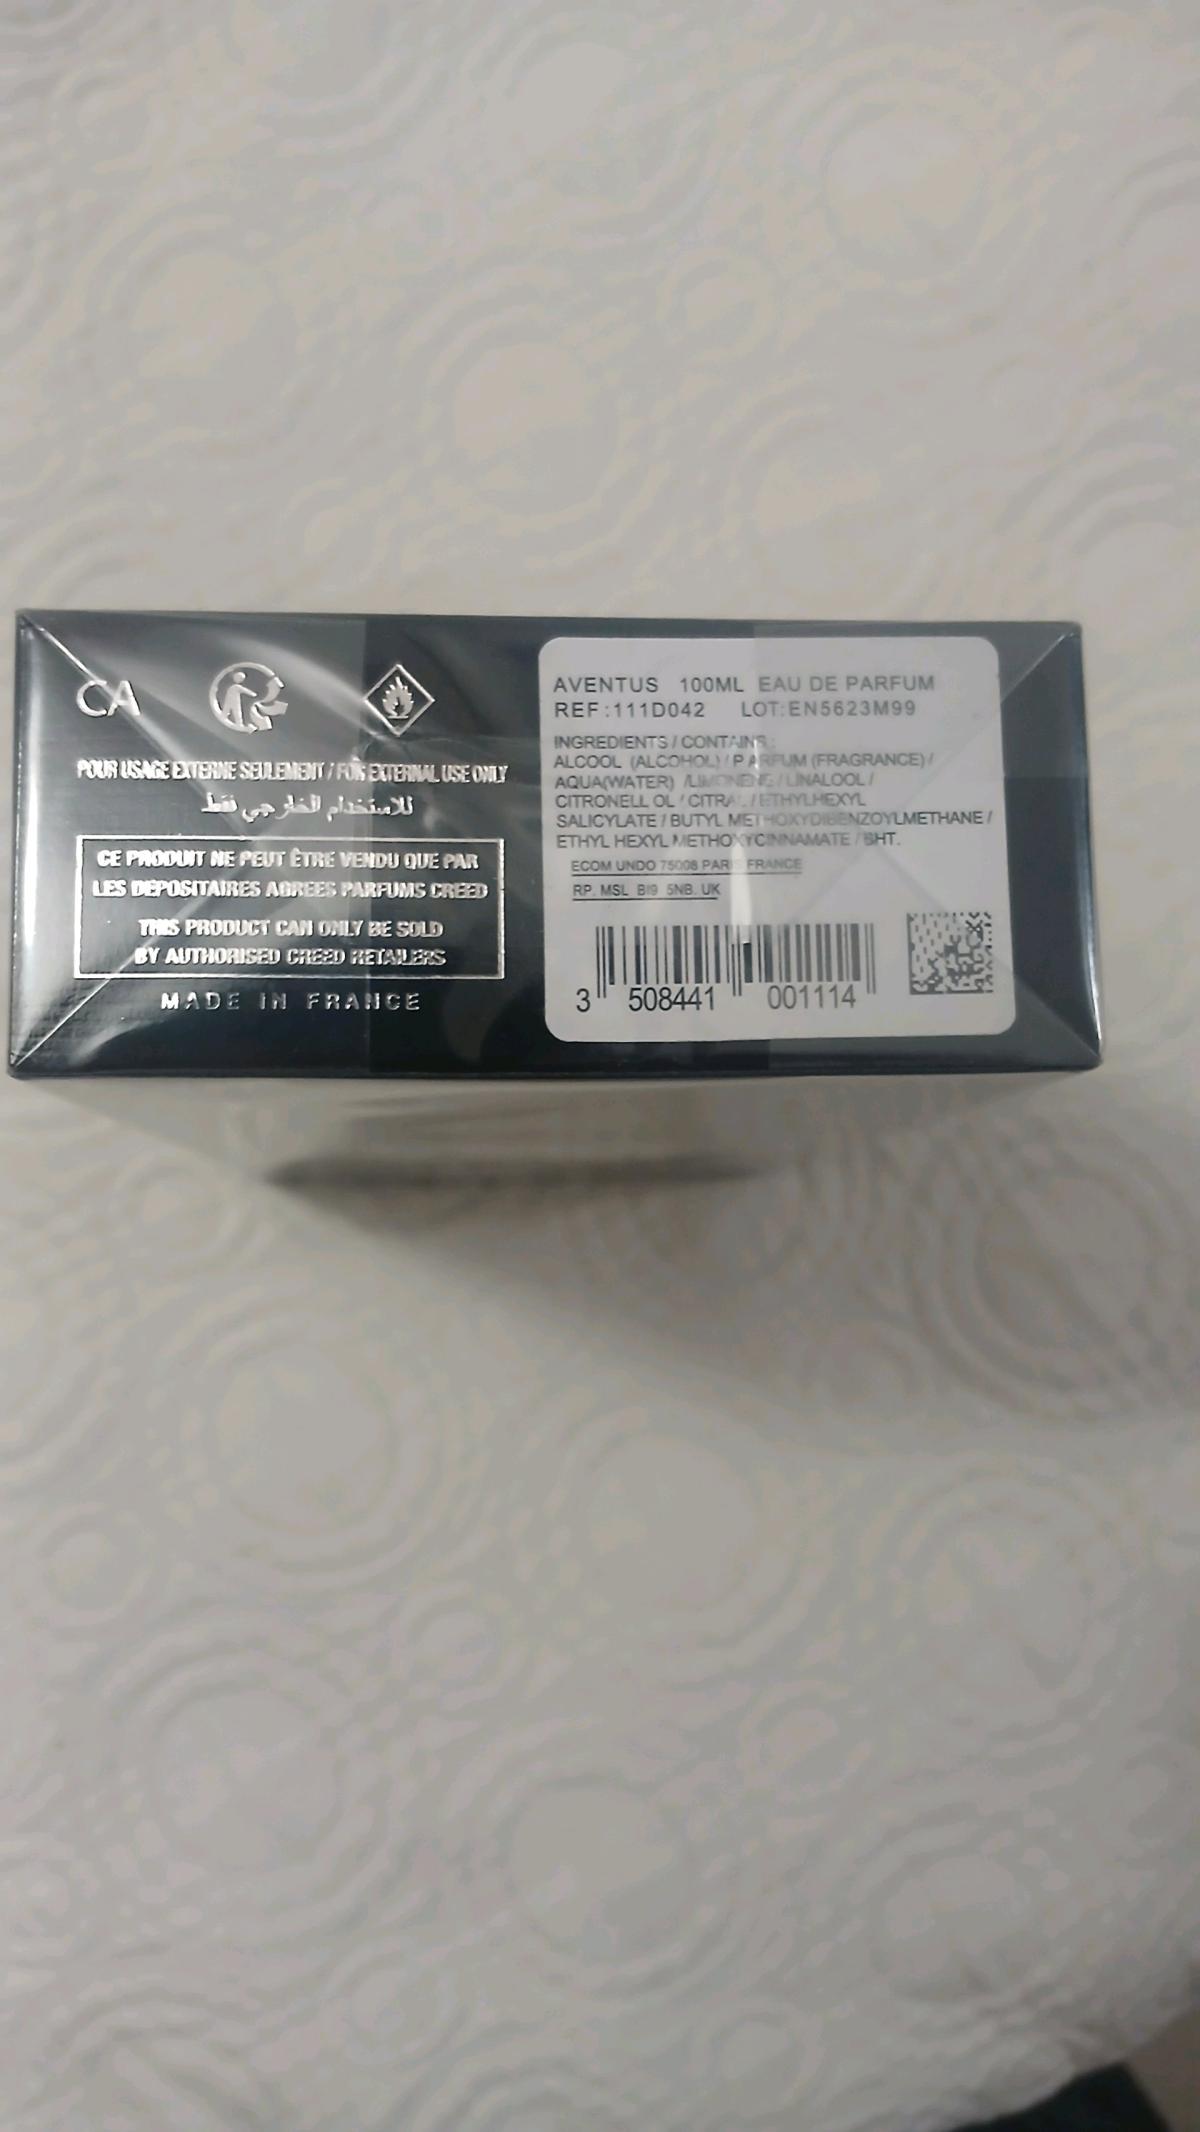 CA
POUR USAGE EXTERNE SEULEMENT / FOR EXTERNAL USE ONLY
للاستخدام الخارجي فقط
CE PRODUIT NE PEUT ÊTRE VENDU QUE PAR
LES DEPOSITAIRES AGREES PARFUMS CREED
THIS PRODUCT CAN ONLY BE SOLD
BY AUTHORISED CREED RETAILERS
MADE IN FRANCE
AVENTUS 100ML EAU DE PARFUM
REF:111D042 LOT:EN5623M99
INGREDIENTS / CONTAINS :
ALCOOL (ALCOHOL) / P ARFUM (FRAGRANCE) /
AQUA(WATER) /LIMONENE / LINALOOL /
CITRONELL OL / CITRAL / ETHYLHEXYL
SALICYLATE / BUTYL METHOXYDIBENZOYLMETHANE /
ETHYL HEXYL METHOXYCINNAMATE / BHT.
ECOM UNDO 75008 PARIS FRANCE
RP. MSL BI9 5NB. UK
3 508441 001114